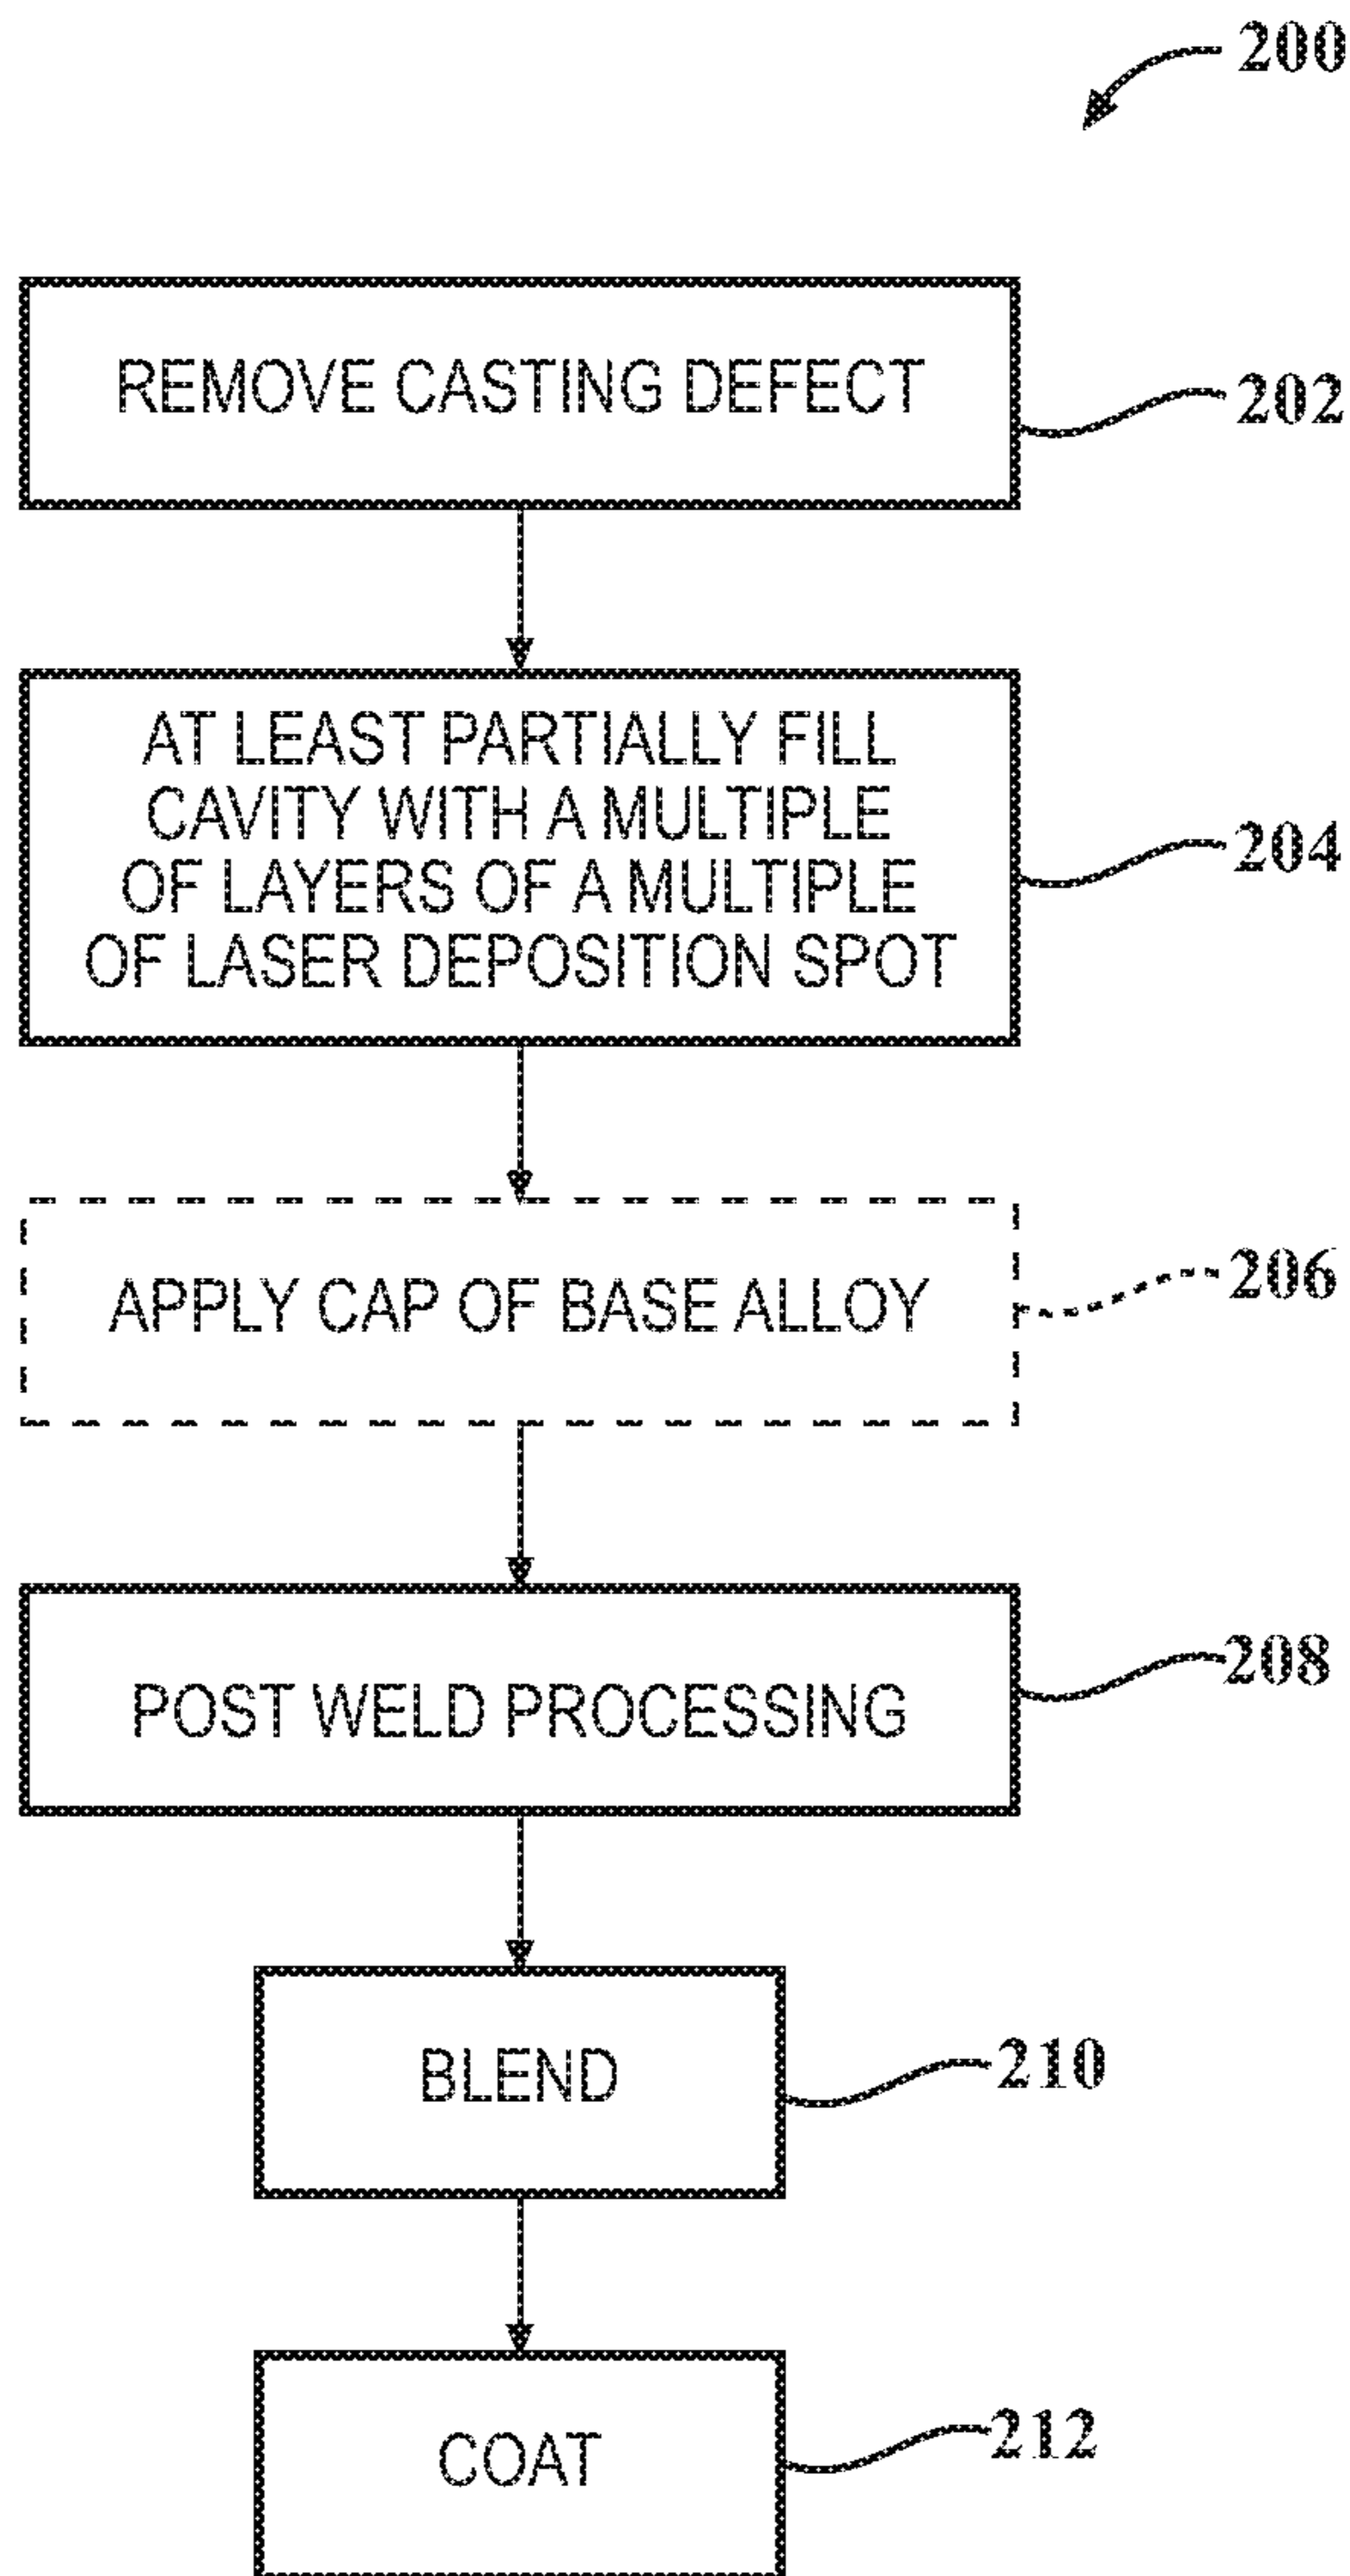 200
REMOVE CASTING DEFECT
202
AT LEAST PARTIALLY FILL
CAVITY WITH A MULTIPLE
OF LAYERS OF A MULTIPLE
OF LASER DEPOSITION SPOT
204
APPLY CAP OF BASE ALLOY
206
POST WELD PROCESSING
208
BLEND
210
COAT
212